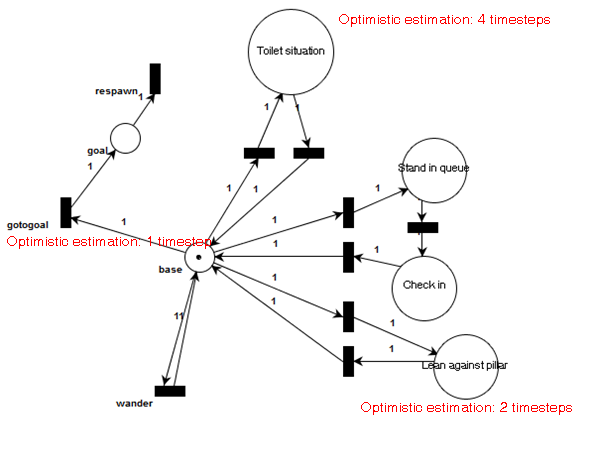 Optimistic estimation: 4 timesteps
Toilet situation
respawn
1
1
1
goal
1
Stand in queue
1
1
1
1
gotogoal
1
1
Optimistic estimation: 1 timestep
1
1
base
Check in
1
1
11
1
1
Lean against pillar
wander
Optimistic estimation: 2 timesteps